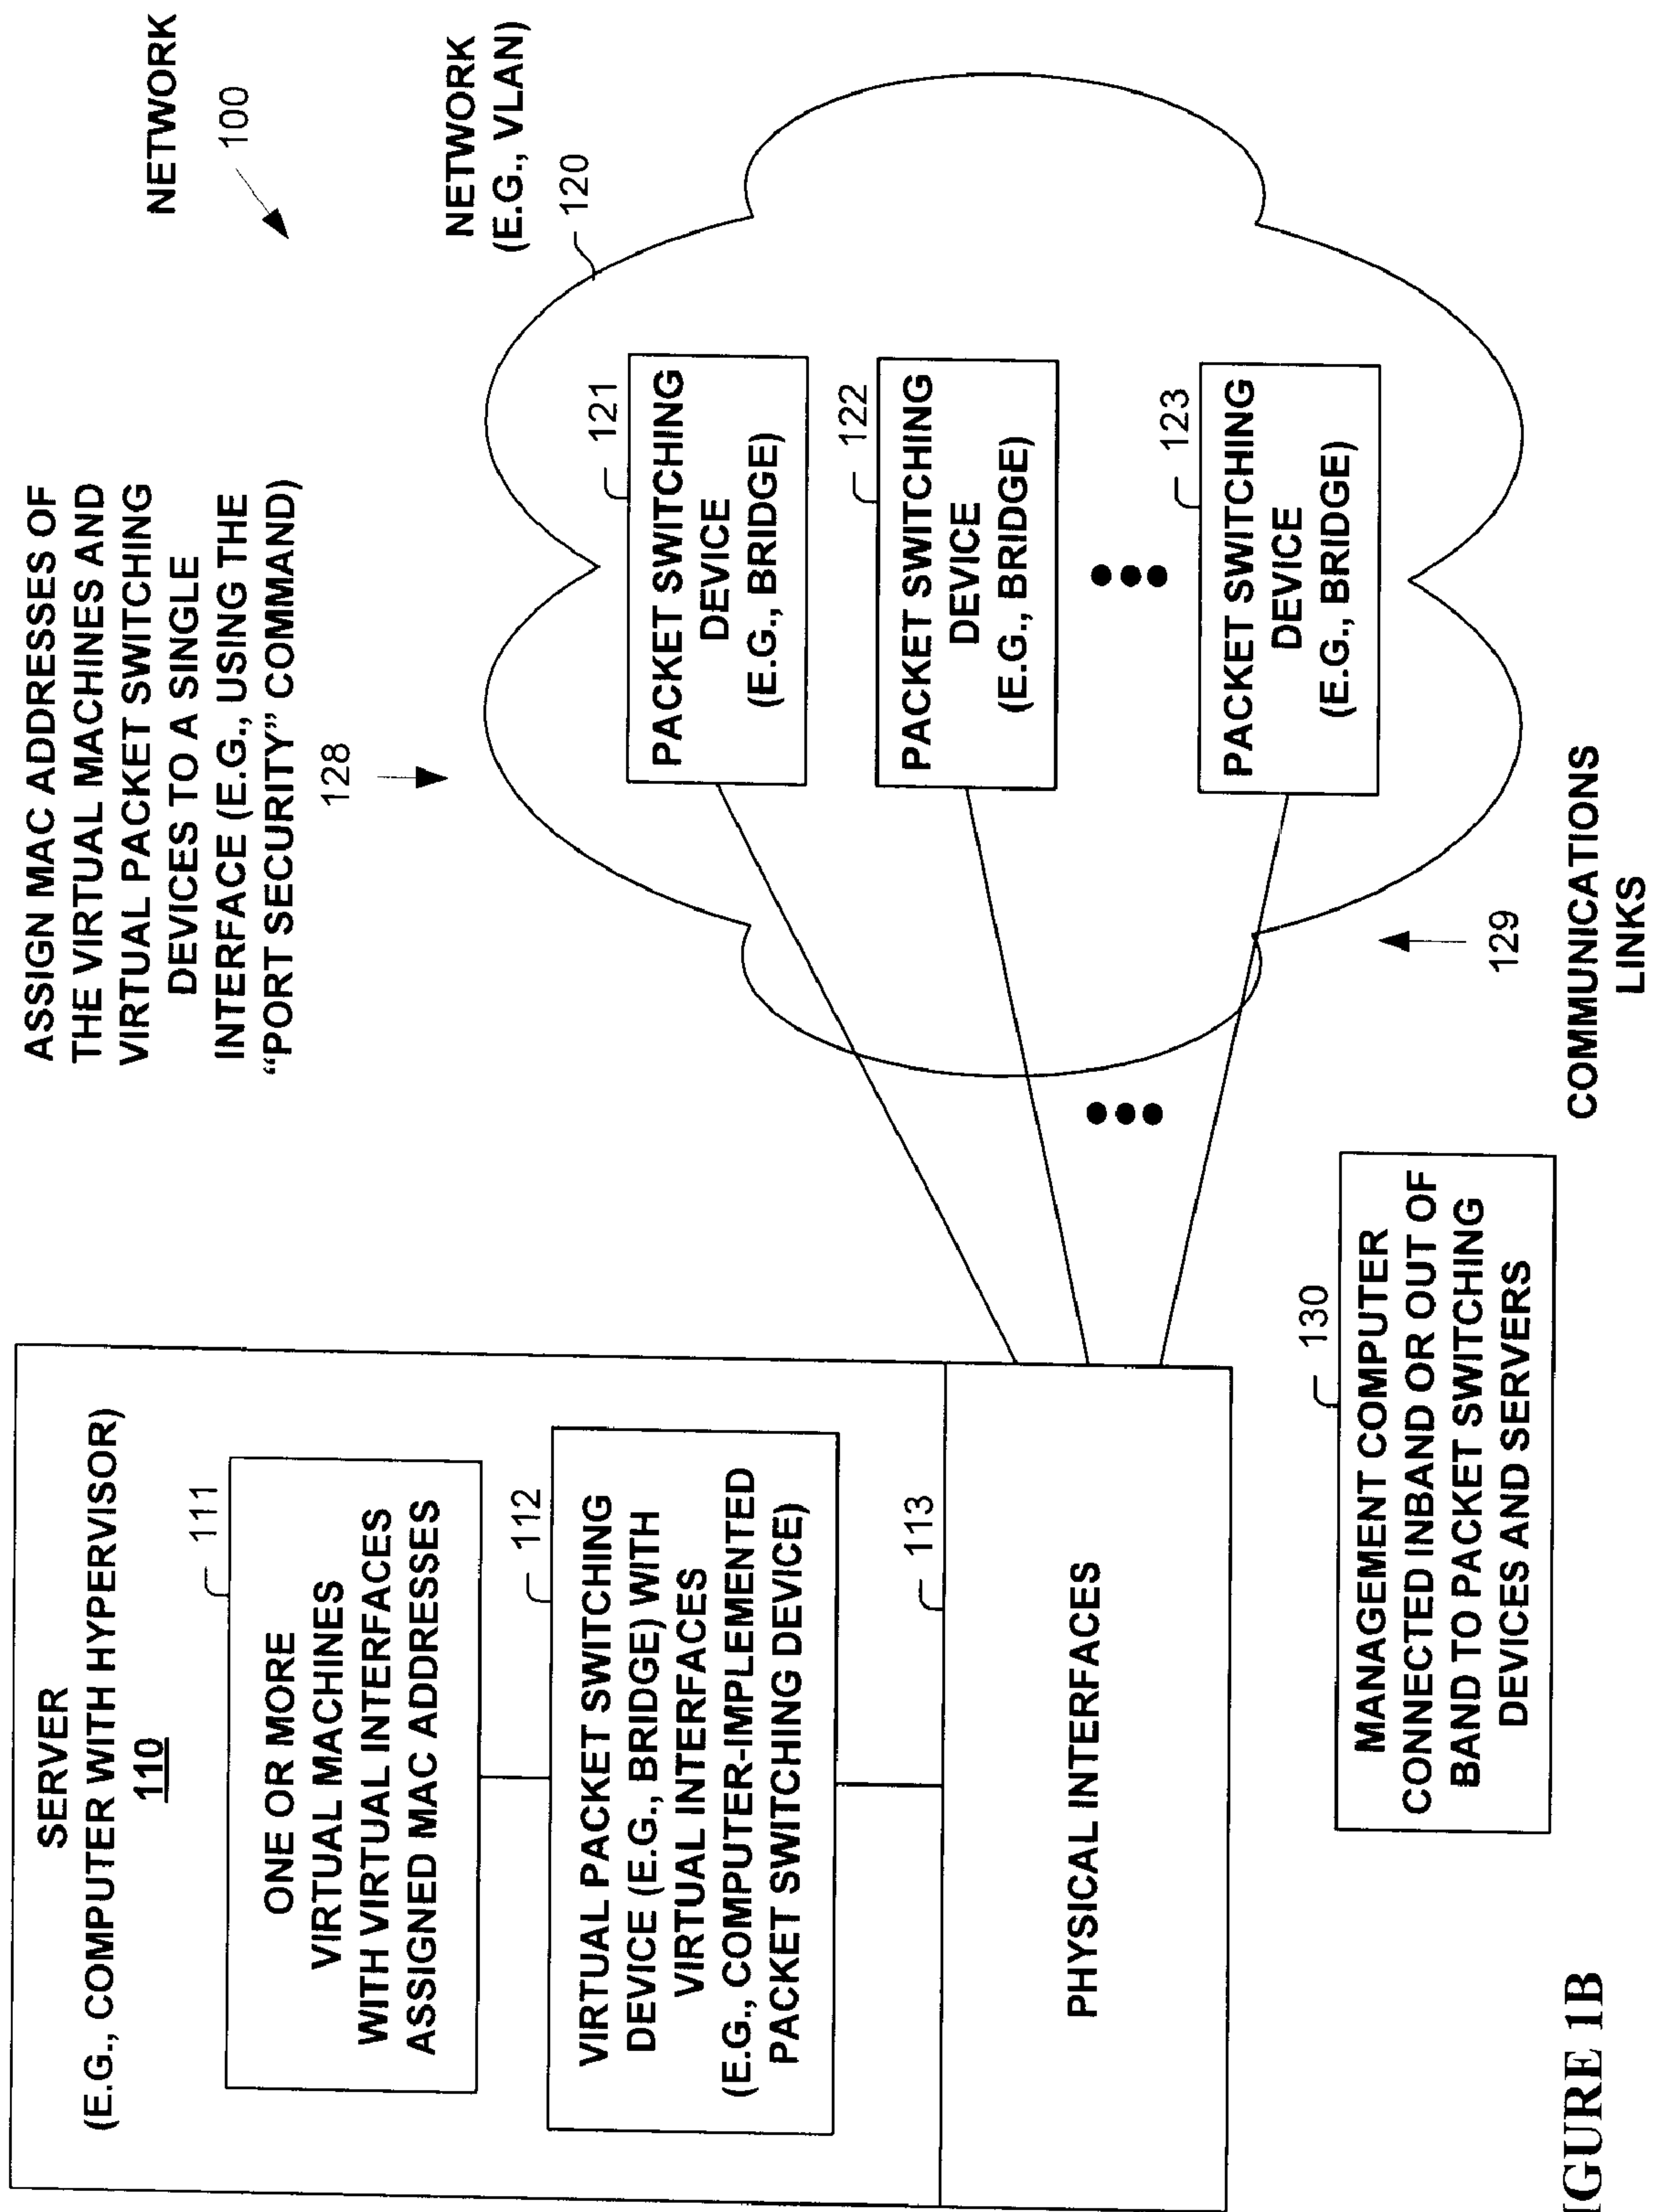 NETWORK
100
ASSIGN MAC ADDRESSES OF
THE VIRTUAL MACHINES AND
VIRTUAL PACKET SWITCHING
DEVICES TO A SINGLE
INTERFACE (E.G., USING THE
“PORT SECURITY” COMMAND)
128
NETWORK
(E.G., VLAN)
120
SERVER
(E.G., COMPUTER WITH HYPERVISOR)
110
111
ONE OR MORE
VIRTUAL MACHINES
WITH VIRTUAL INTERFACES
ASSIGNED MAC ADDRESSES
112
VIRTUAL PACKET SWITCHING
DEVICE (E.G., BRIDGE) WITH
VIRTUAL INTERFACES
(E.G., COMPUTER-IMPLEMENTED
PACKET SWITCHING DEVICE)
113
PHYSICAL INTERFACES
121
PACKET SWITCHING
DEVICE
(E.G., BRIDGE)
122
PACKET SWITCHING
DEVICE
(E.G., BRIDGE)
123
PACKET SWITCHING
DEVICE
(E.G., BRIDGE)
129
COMMUNICATIONS
LINKS
130
MANAGEMENT COMPUTER
CONNECTED INBAND OR OUT OF
BAND TO PACKET SWITCHING
DEVICES AND SERVERS
IGURE 1B